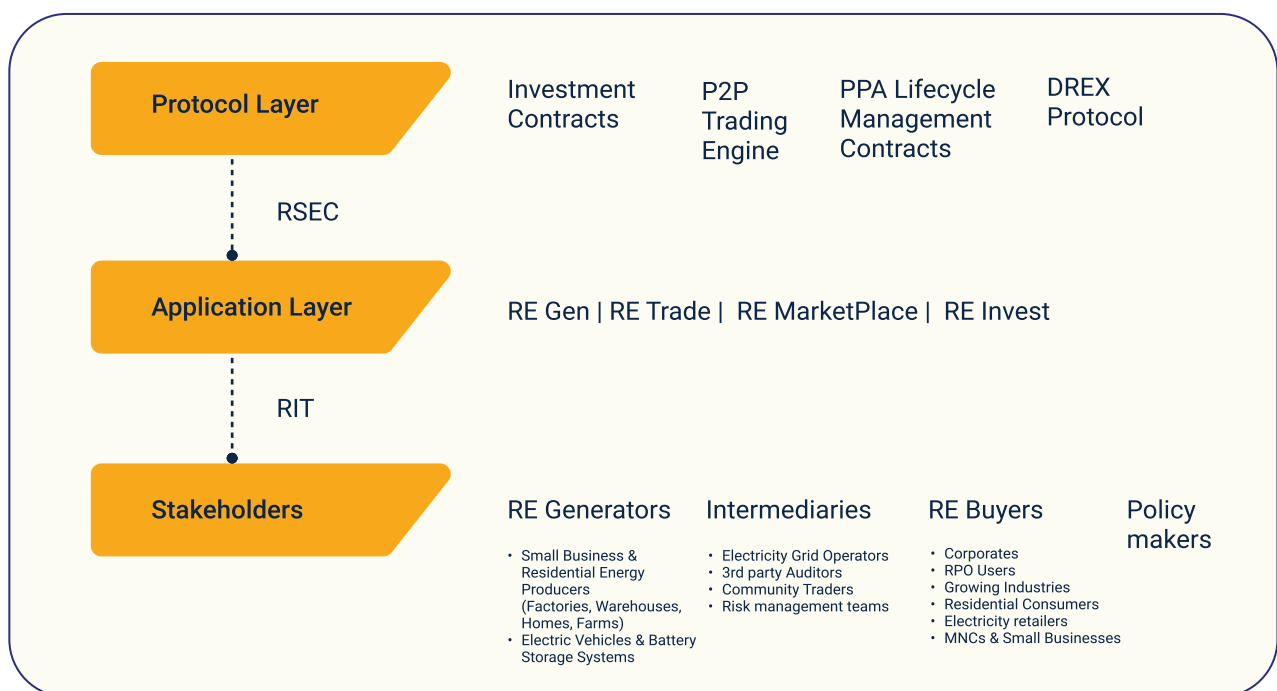 Protocol Layer
Investment
Contracts
P2P
Trading
Engine
PPA Lifecycle
Management
Contracts
DREX
Protocol
RSEC
Application Layer
RE Gen | RE Trade | RE MarketPlace | RE Invest
RIT
Stakeholders
RE Generators
• Small Business &
Residential Energy
Producers
(Factories, Warehouses,
Homes, Farms)
• Electric Vehicles & Battery
Storage Systems
Intermediaries
• Electricity Grid Operators
• 3rd party Auditors
• Community Traders
• Risk management teams
RE Buyers
• Corporates
• RPO Users
• Growing Industries
• Residential Consumers
• Electricity retailers
• MNCs & Small Businesses
Policy
makers